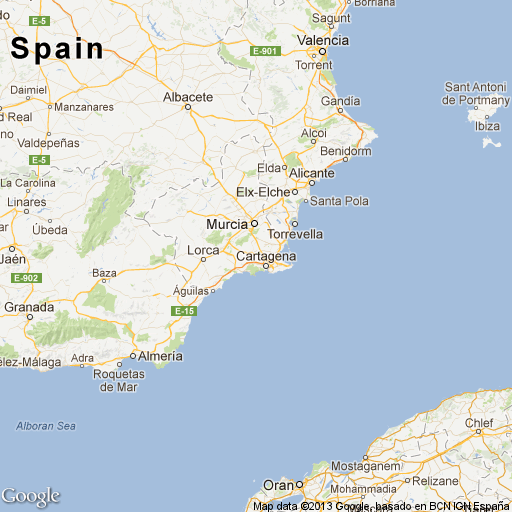 Borriana
Sagunt
E-5
Valencia
E-901
Spain
Torrent
Daimiel
Sant Antoni
de Portmany
Manzanares
Albacete
Gandía
d Real
Ibiza
Valdepeñas
Alcoi
Benidorm
E-5
Elda
Alicante
La Carolina
Elx-Elche
Santa Pola
Linares
Úbeda
Murcia
Torrevella
Jaén
Lorca
Cartagena
E-902
Baza
Águilas
E-15
Granada
élez-Málaga
Adra
Almería
Roquetas
de Mar
Alboran Sea
Chlef
Mostaganem
Oran
Relizane
Mohammadia
Google
Map data ©2013 Google, basado en BCN IGN España